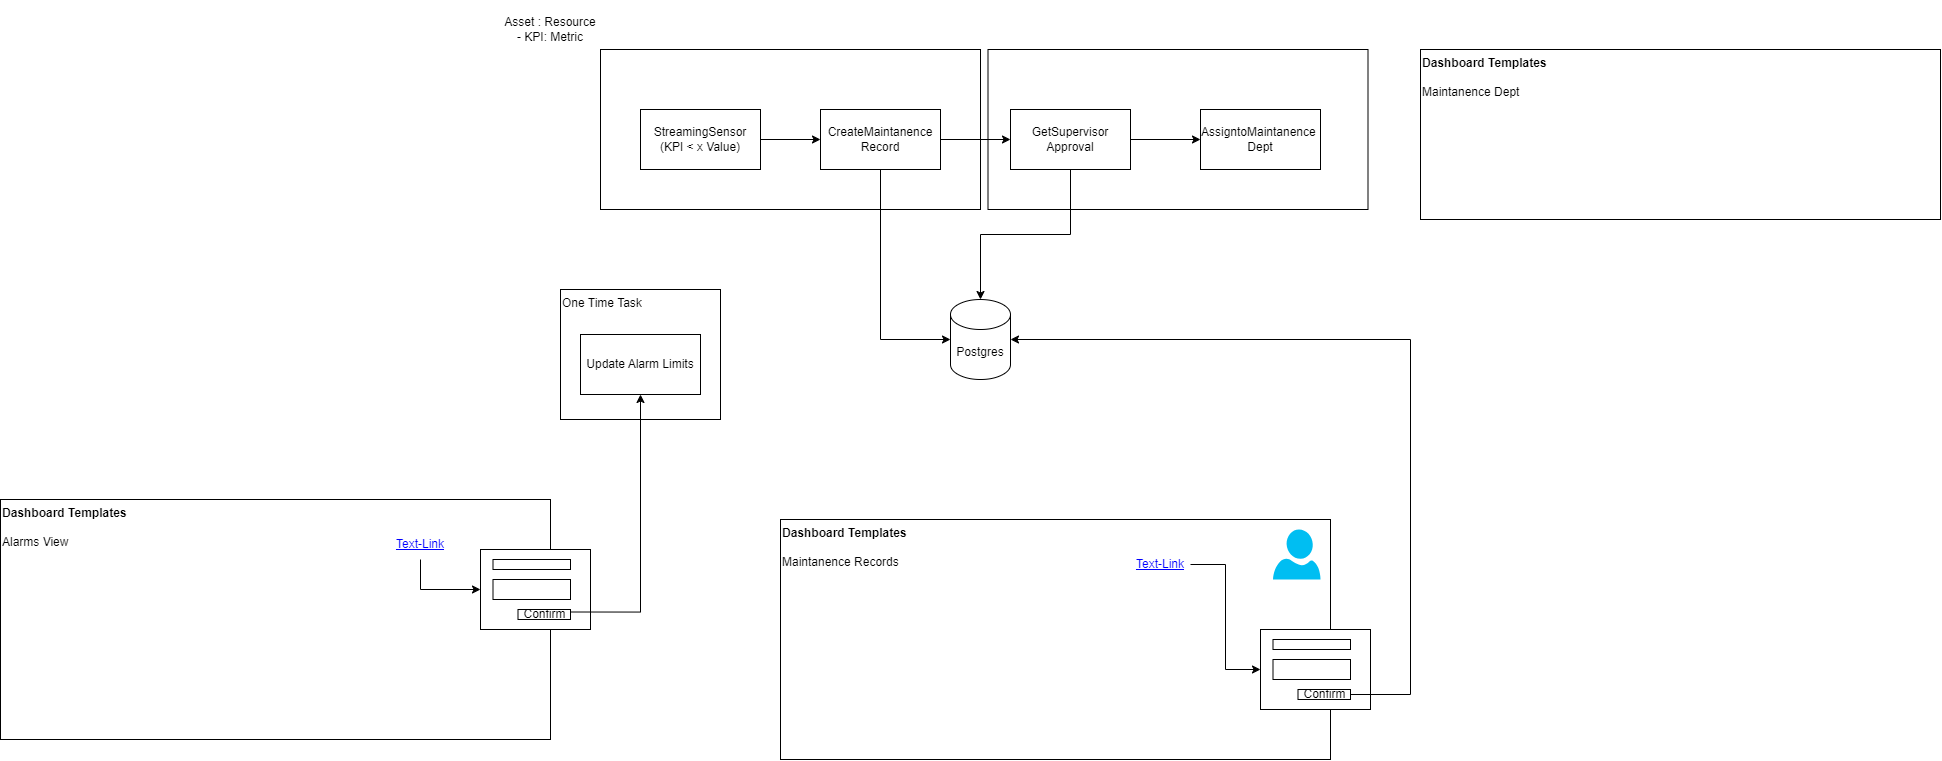 Asset : Resource
- KPI: Metric
Dashboard Templates
Maintanence Dept
StreamingSensor
(KPI < x Value)
CreateMaintanence
Record
GetSupervisor
Approval
AssigntoMaintanence
Dept
One Time Task
Update Alarm Limits
Postgres
Dashboard Templates
Alarms View
Text-Link
Confirm
Dashboard Templates
Maintanence Records
Text-Link
Confirm